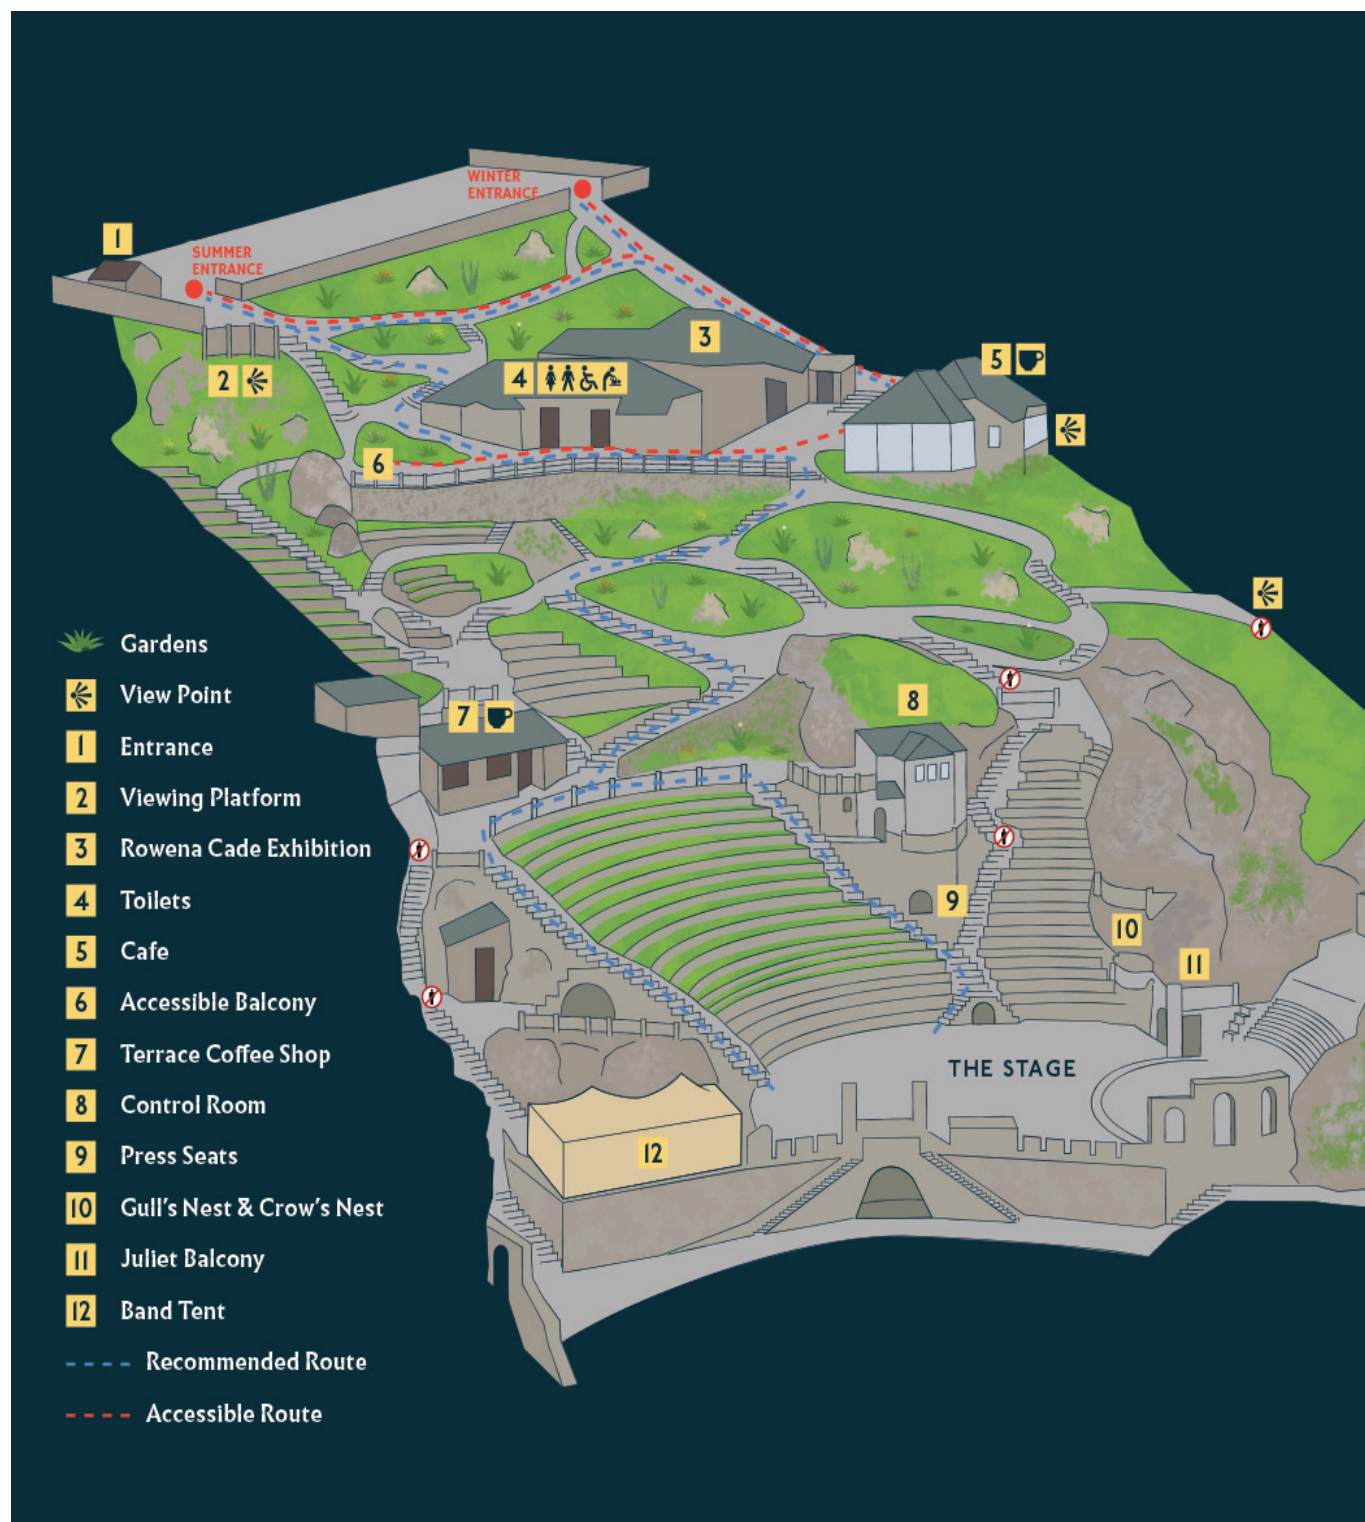 WINTER
ENTRANCE
1
SUMMER
ENTRANCE
3
5
2
4
6
8
7
9
10
11
THE STAGE
12
Gardens
View Point
1 Entrance
2 Viewing Platform
3 Rowena Cade Exhibition
4 Toilets
5 Cafe
6 Accessible Balcony
7 Terrace Coffee Shop
8 Control Room
9 Press Seats
10 Gull's Nest & Crow's Nest
11 Juliet Balcony
12 Band Tent
Recommended Route
Accessible Route